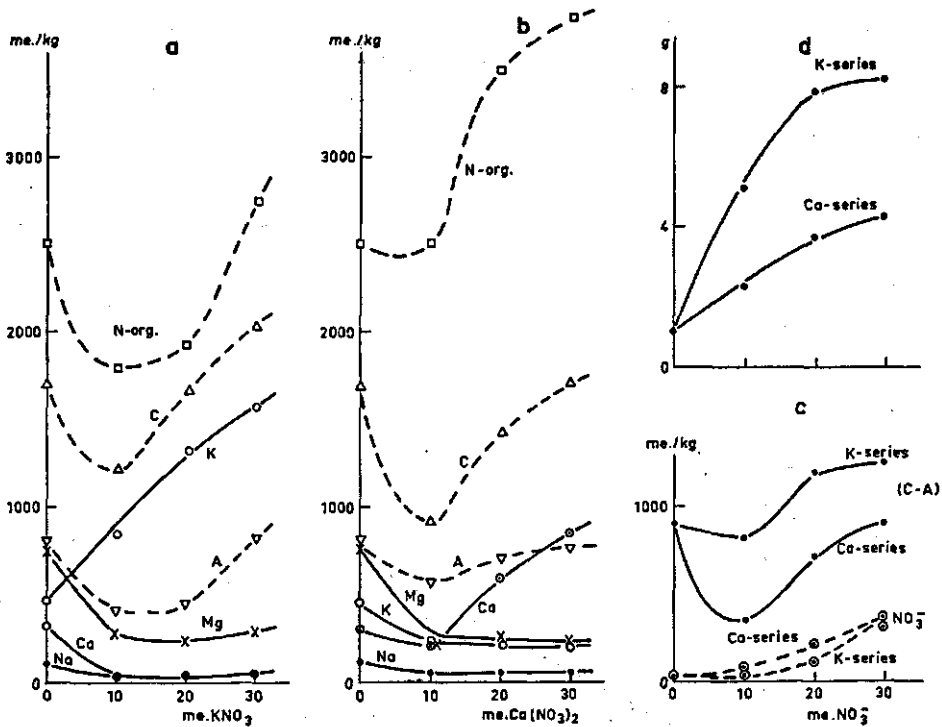 a
me./kg
3000
2000
1000
0
N-org.
C
K
A
Mg
Ca
Na
0 10 20 30
me.KNO3
b
me./kg
3000
2000
1000
0
N-org.
C
A
Mg
K
Ca
Na
0 10 20 30
me.Ca(NO3)2
d
g
8
4
0
K-series
Ca-series
c
me./kg
1000
0
K-series
(C-A)
Ca-series
Ca-series
NO3-
K-series
0 10 20 30
me.NO3-